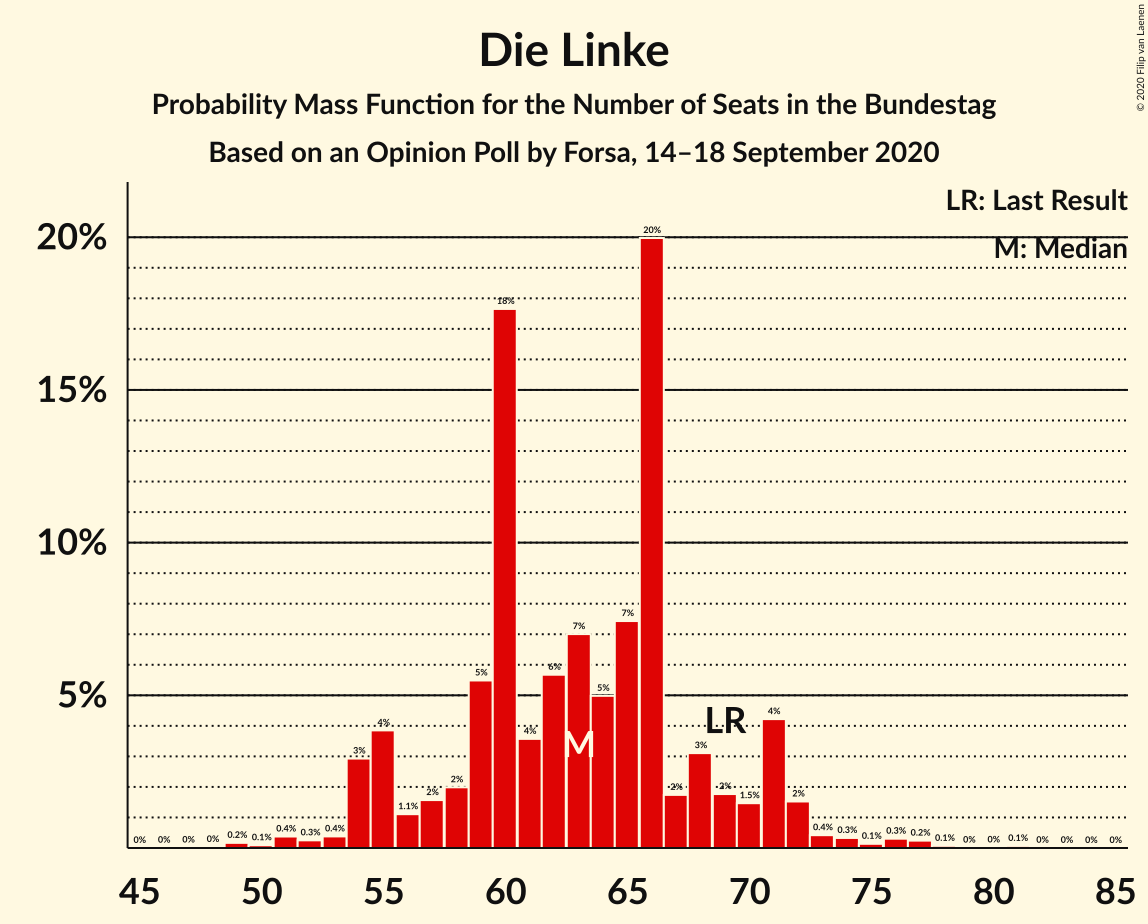 Die Linke
Probability Mass Function for the Number of Seats in the Bundestag
Based on an Opinion Poll by Forsa, 14–18 September 2020
© 2020 Filip van Laenen
LR: Last Result
M: Median
20%
15%
10%
5%
0% 0% 0% 0% 0.2% 0.1% 0.4% 0.3% 0.4% 3% 4% 1.1% 2% 2% 5% 18% 4% 6% 7% 5% 7% 20% 2% 3% 2% 1.5% 4% 2% 0.4% 0.3% 0.1% 0.3% 0.2% 0.1% 0% 0% 0.1% 0% 0% 0% 0%
M
LR
45 50 55 60 65 70 75 80 85